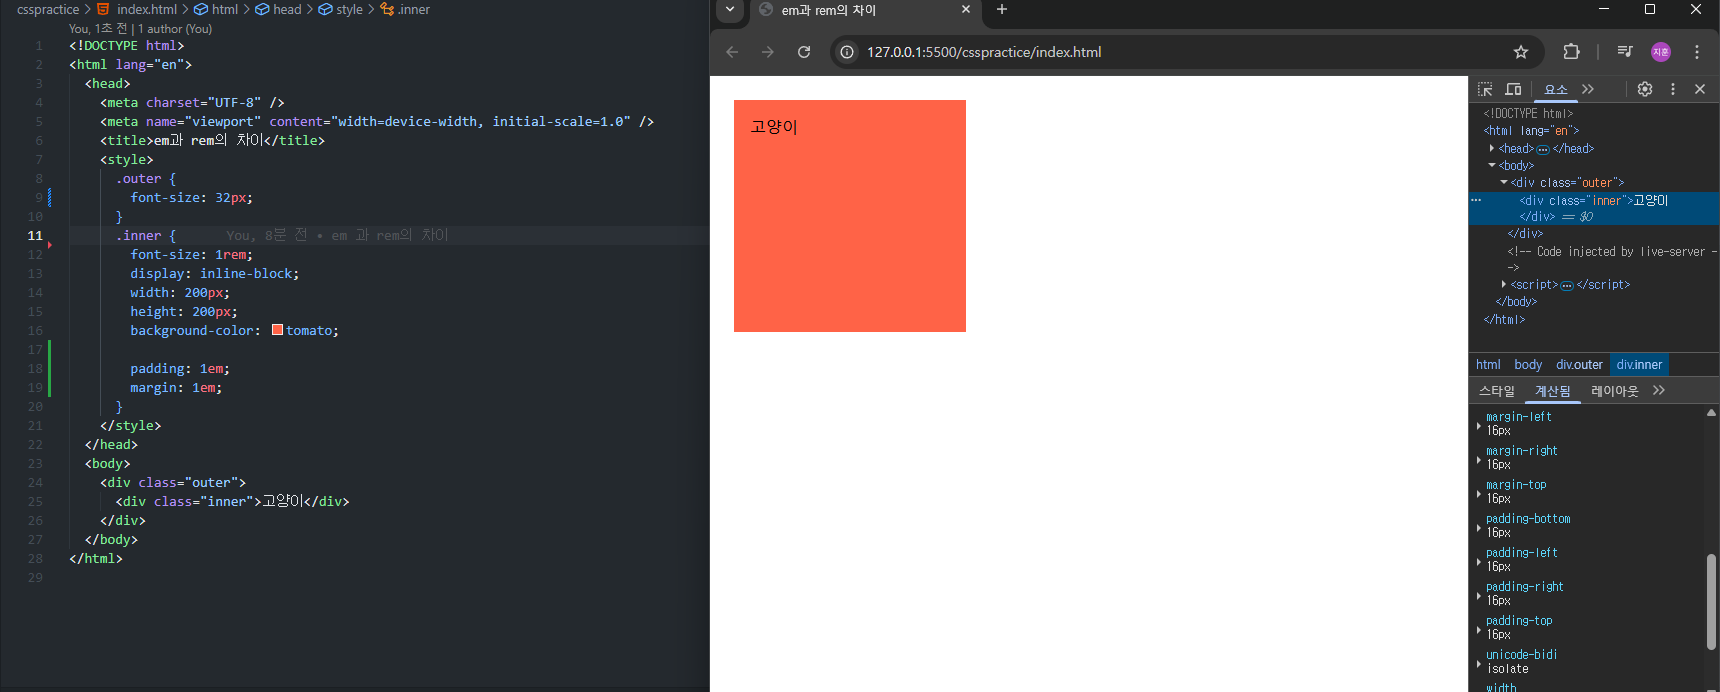 csspractice > index.html > html > head > style > .inner
You, 1초 전 | 1 author (You)
1 <!DOCTYPE html>
2 <html lang="en">
3 <head>
4 <meta charset="UTF-8" />
5 <meta name="viewport" content="width=device-width, initial-scale=1.0" />
6 <title>em과 rem의 차이</title>
7 <style>
8 .outer {
9 font-size: 32px;
10 }
11 .inner { You, 8분 전 • em 과 rem의 차이
12 font-size: 1rem;
13 display: inline-block;
14 width: 200px;
15 height: 200px;
16 background-color: tomato;
17
18 padding: 1em;
19 margin: 1em;
20 }
21 </style>
22 </head>
23 <body>
24 <div class="outer">
25 <div class="inner">고양이</div>
26 </div>
27 </body>
28 </html>
29
em과 rem의 차이
127.0.0.1:5500/csspractice/index.html
지훈
고양이
요소
<!DOCTYPE html>
<html lang="en">
<head> ⋯ </head>
<body>
<div class="outer">
<div class="inner">고양이
</div> == $0
</div>
<!-- Code injected by live-server -
->
<script> ⋯ </script>
</body>
</html>
html body div.outer div.inner
스타일 계산됨 레이아웃
margin-left
16px
margin-right
16px
margin-top
16px
padding-bottom
16px
padding-left
16px
padding-right
16px
padding-top
16px
unicode-bidi
isolate
width